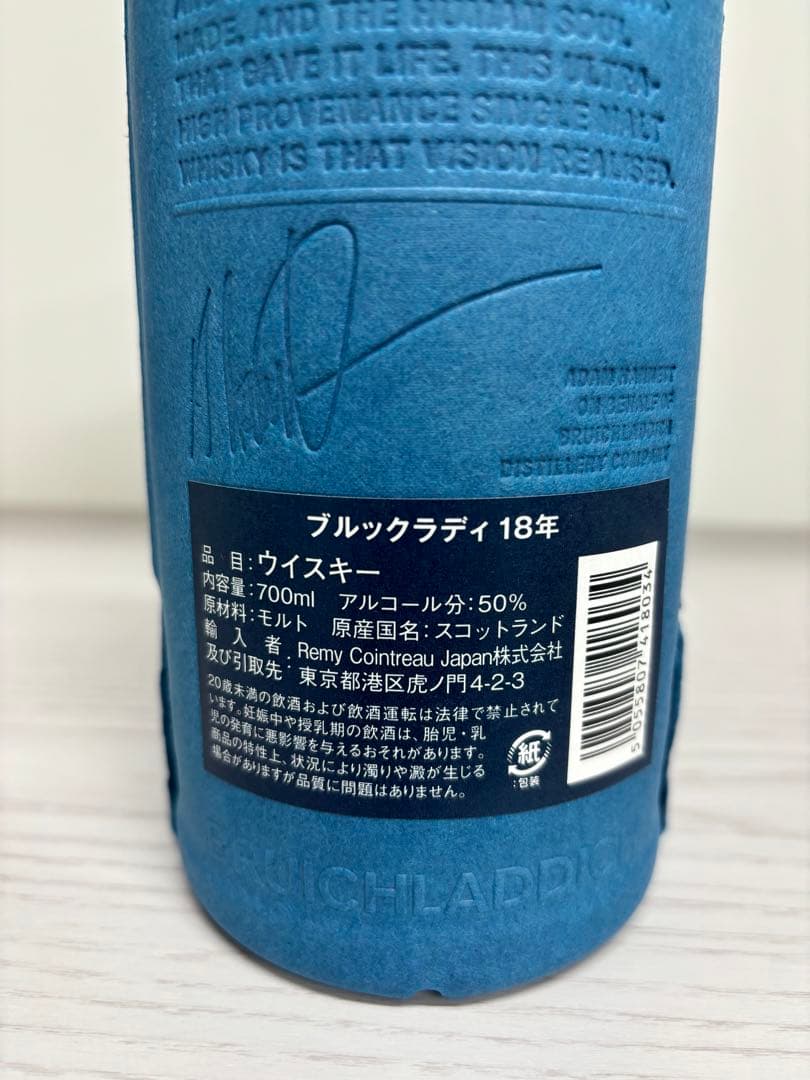 MADE, AND THE HUMAN SOUL
THAT GAVE IT LIFE. THIS ULTRA-
HIGH PROVENANCE SINGLE MALT
WHISKY IS THAT VISION REALISED.
ADAM HANNETT
ON BEHALF OF
BRUICHLADDICH
DISTILLERY COMPANY
ブルックラディ 18年
品 目:ウイスキー
内容量:700ml アルコール分:50%
原材料:モルト 原産国名:スコットランド
輸 入 者
及び引取先
: Remy Cointreau Japan株式会社
東京都港区虎ノ門4-2-3
20歳未満の飲酒および飲酒運転は法律で禁止されて
います。妊娠中や授乳期の飲酒は、胎児・乳
児の発育に悪影響を与えるおそれがあります。
商品の特性上、状況により濁りや澱が生じる
場合がありますが品質に問題はありません。
紙
:包装
5 055807 418034
BRUICHLADDIC